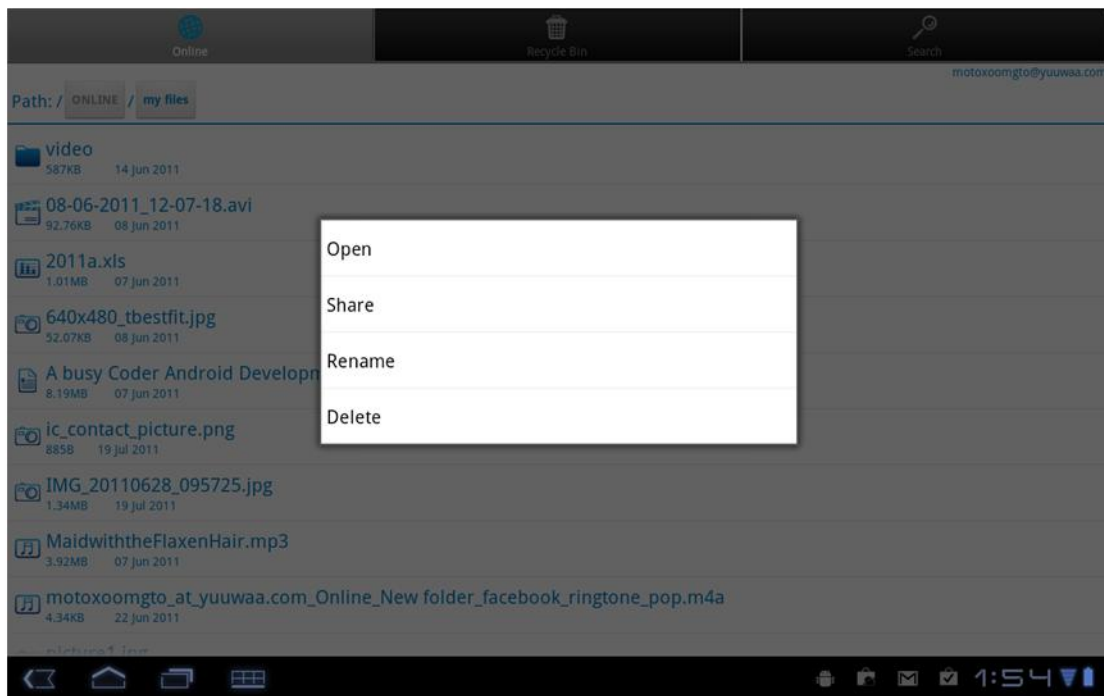 Online
Recycle Bin
Search
motoxoomgto@yuuwaa.com
Path: / ONLINE / my files
video
587KB 14 Jun 2011
08-06-2011_12-07-18.avi
92.76KB 08 Jun 2011
2011a.xls
1.01MB 07 Jun 2011
640x480_tbestfit.jpg
52.07KB 08 Jun 2011
A busy Coder Android Developm
8.19MB 07 Jun 2011
ic_contact_picture.png
885B 19 Jul 2011
IMG_20110628_095725.jpg
1.34MB 19 Jul 2011
MaidwiththeFlaxenHair.mp3
3.92MB 07 Jun 2011
motoxoomgto_at_yuuwaa.com_Online_New folder_facebook_ringtone_pop.m4a
4.34KB 22 Jun 2011
picture1.jpg
Open
Share
Rename
Delete
1:54